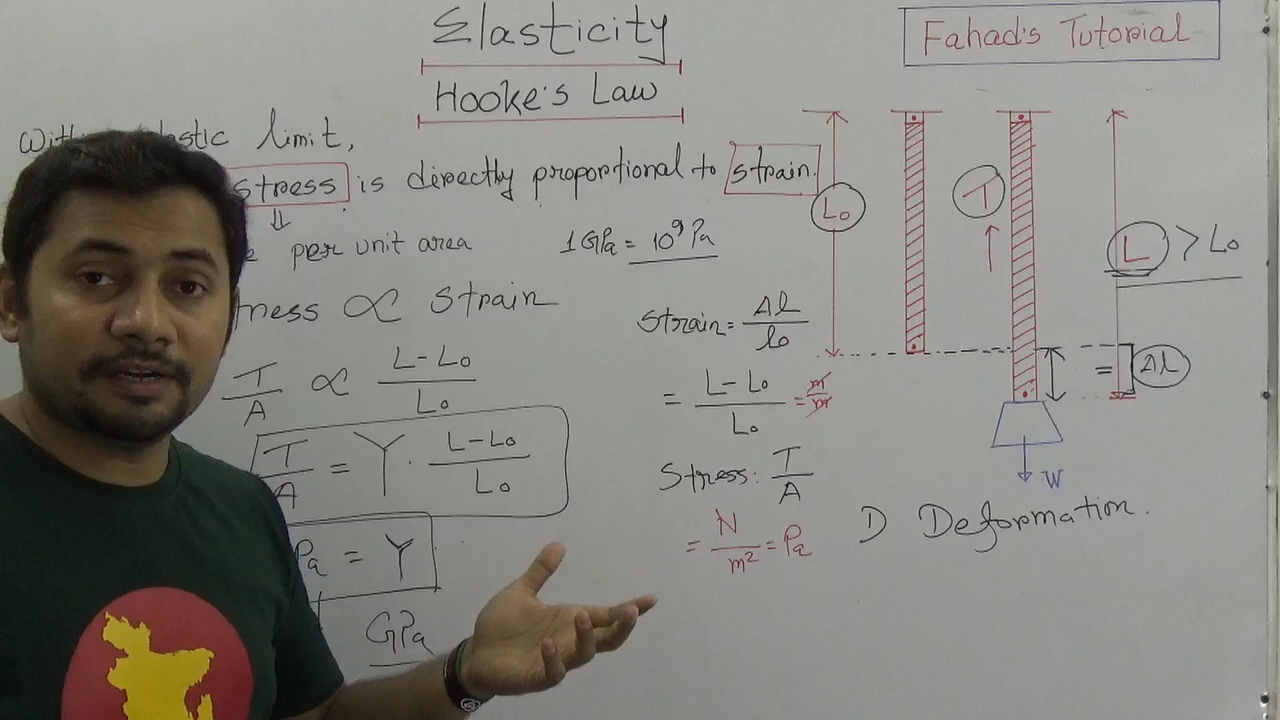 Elasticity
Hooke's Law
Fahad's Tutorial
limit,
stress is directly proportional to strain.
⇓
per unit area
1 GPa = 10⁹ Pa
∝ Strain
T/A ∝ L-L₀/L₀
T/A = Y · L-L₀/L₀
Pa = Y
GPa
Strain = Δl/l₀
= L-L₀/L₀ = m/m
Stress: T/A
= N/m² = Pa
L₀
T
↑
L > L₀
= Δl
W
D Deformation.